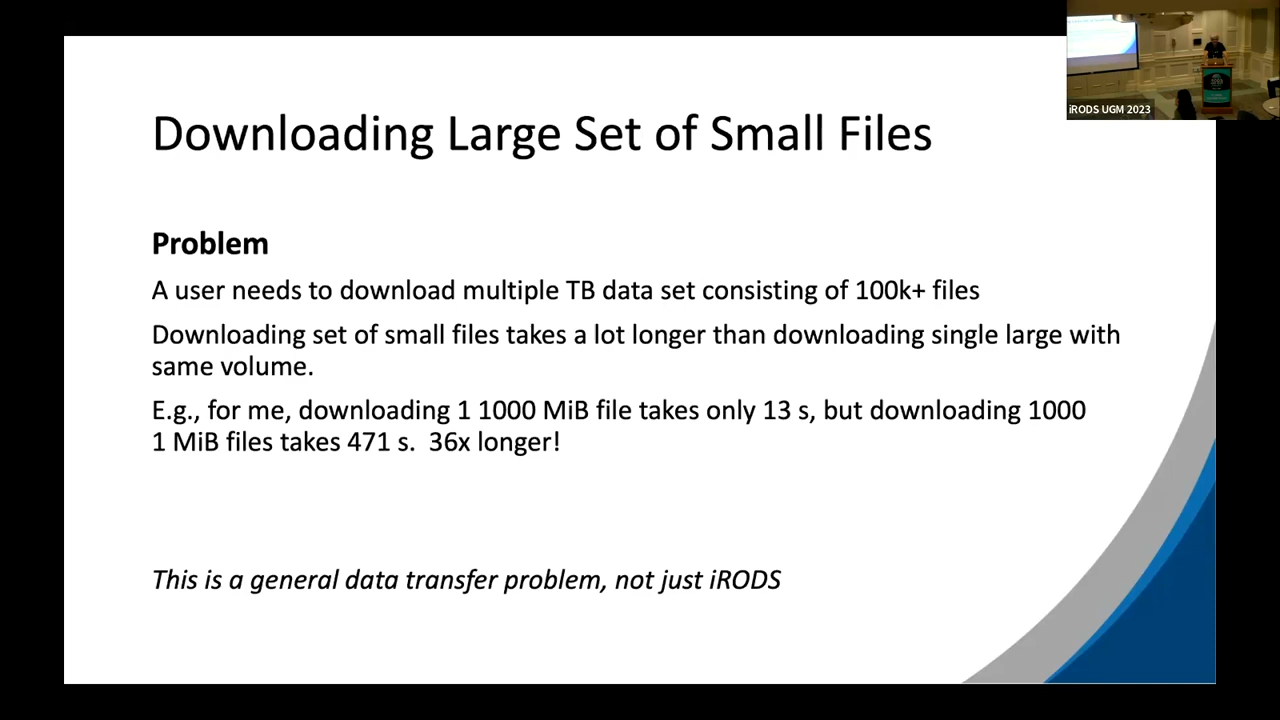 Downloading Large Set of Small Files
iRODS UGM 2023
Problem
A user needs to download multiple TB data set consisting of 100k+ files
Downloading set of small files takes a lot longer than downloading single large with
same volume.
E.g., for me, downloading 1 1000 MiB file takes only 13 s, but downloading 1000
1 MiB files takes 471 s.  36x longer!
This is a general data transfer problem, not just iRODS